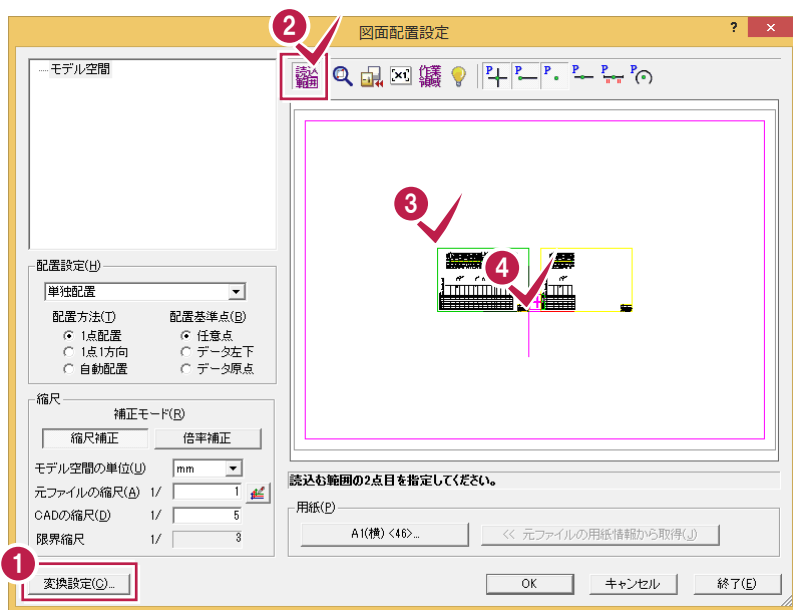 2
図面配置設定
?
×
モデル空間
読込
範囲
[×1]
作業
領域
P P P P P P
3
4
配置設定(H)
単独配置
配置方法(T) 配置基準点(B)
1点配置 任意点
1点1方向 データ左下
自動配置 データ原点
縮尺
補正モード(R)
縮尺補正 倍率補正
モデル空間の単位(U) mm
元ファイルの縮尺(A) 1/ 1
CADの縮尺(D) 1/ 5
限界縮尺 1/ 3
読込む範囲の2点目を指定してください。
用紙(P)
A1(横) <46>... << 元ファイルの用紙情報から取得(J)
1
変換設定(C)... OK キャンセル 終了(E)